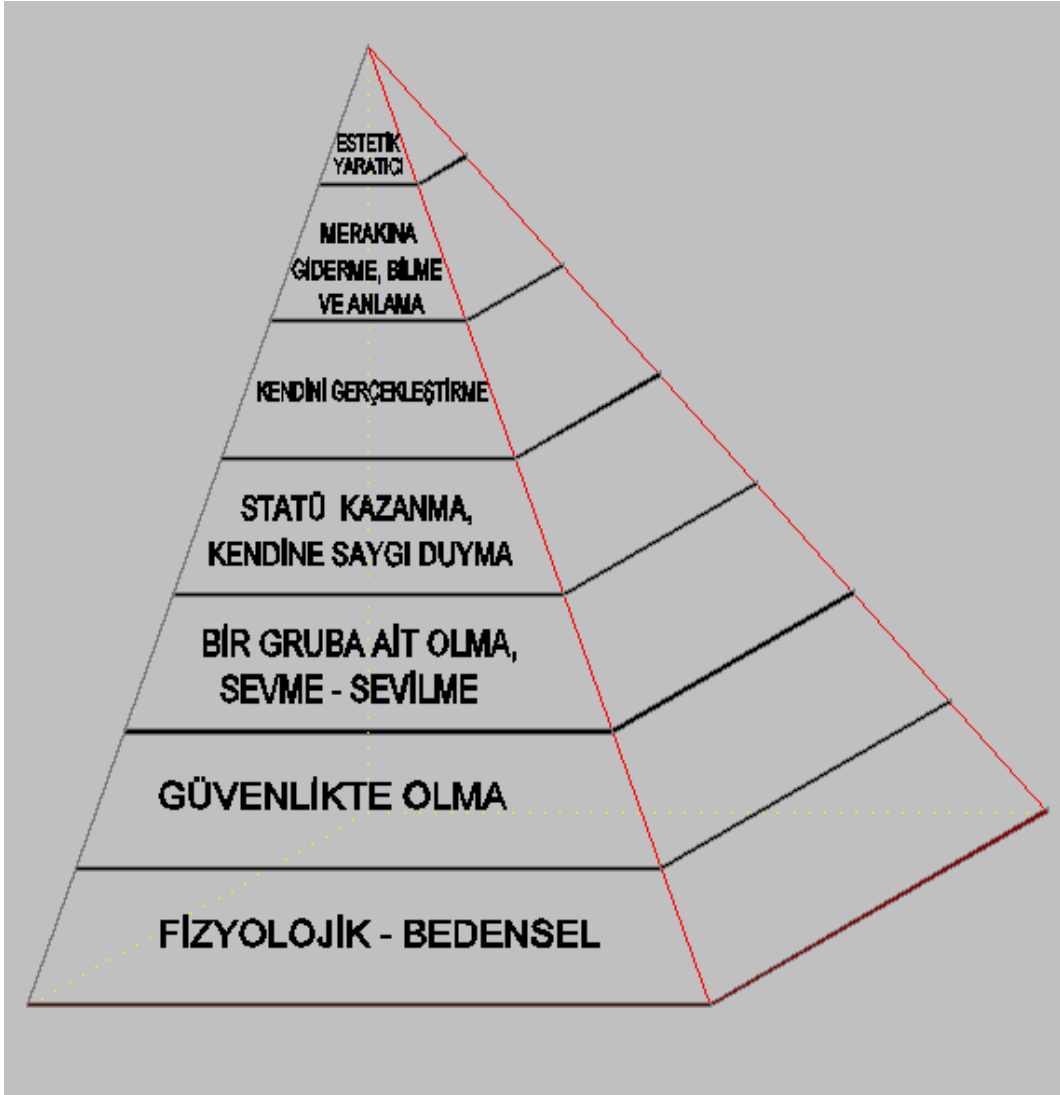 ESTETİK
YARATICI
MERAKINA
GİDERME, BİLME
VE ANLAMA
KENDİNİ GERÇEKLEŞTİRME
STATÜ KAZANMA,
KENDİNE SAYGI DUYMA
BİR GRUBA AİT OLMA,
SEVME - SEVİLME
GÜVENLİKTE OLMA
FİZYOLOJİK - BEDENSEL